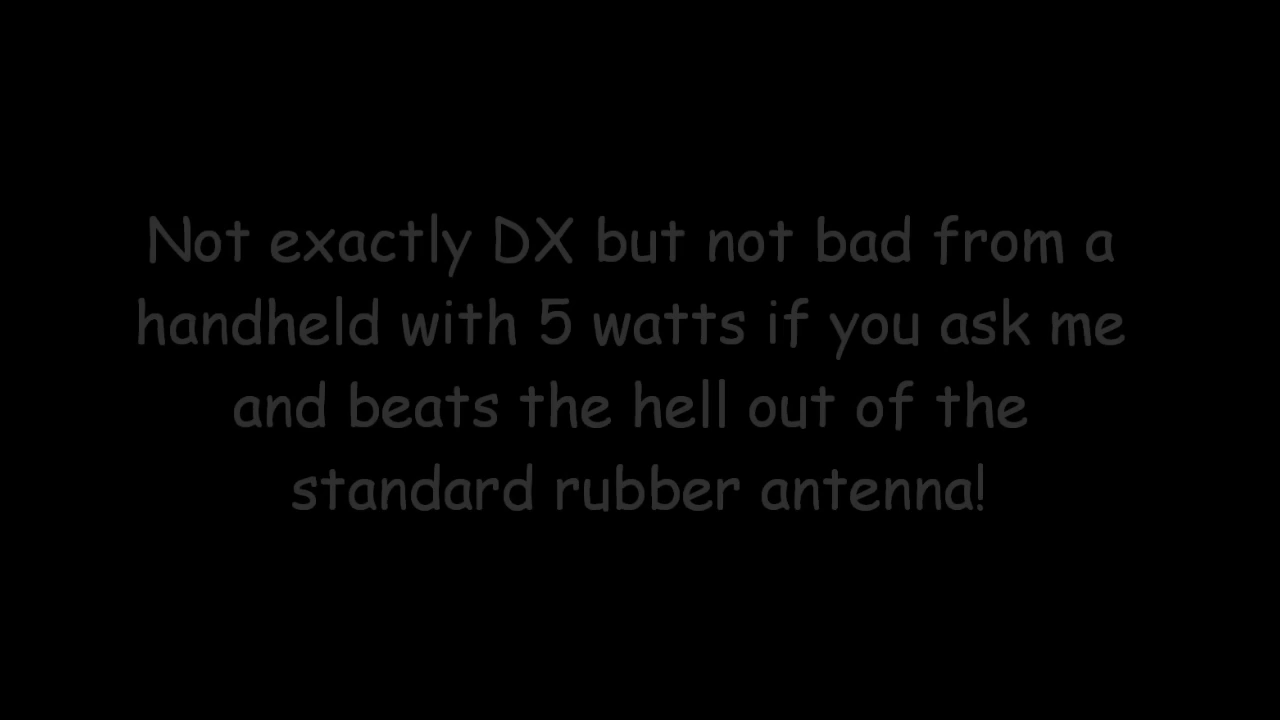 Not exactly DX but not bad from a
handheld with 5 watts if you ask me
and beats the hell out of the
standard rubber antenna!